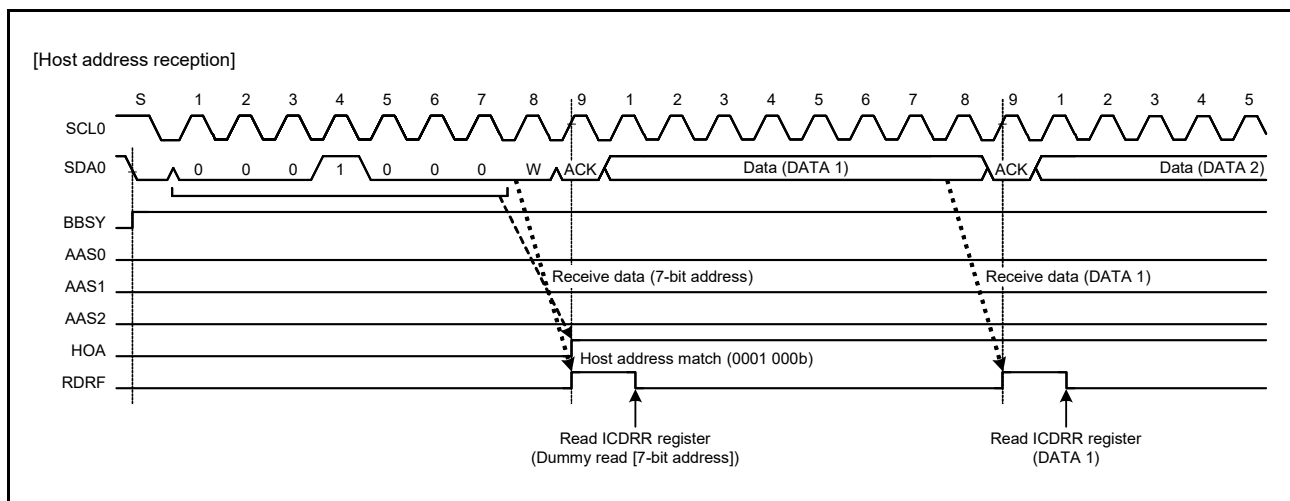 [Host address reception]
S 1 2 3 4 5 6 7 8 9 1 2 3 4 5 6 7 8 9 1 2 3 4 5
SCL0
SDA0 0 0 0 1 0 0 0 W ACK Data (DATA 1) ACK Data (DATA 2)
BBSY
AAS0
Receive data (7-bit address) Receive data (DATA 1)
AAS1
AAS2
HOA
Host address match (0001 000b)
RDRF
Read ICDRR register Read ICDRR register
(Dummy read [7-bit address]) (DATA 1)